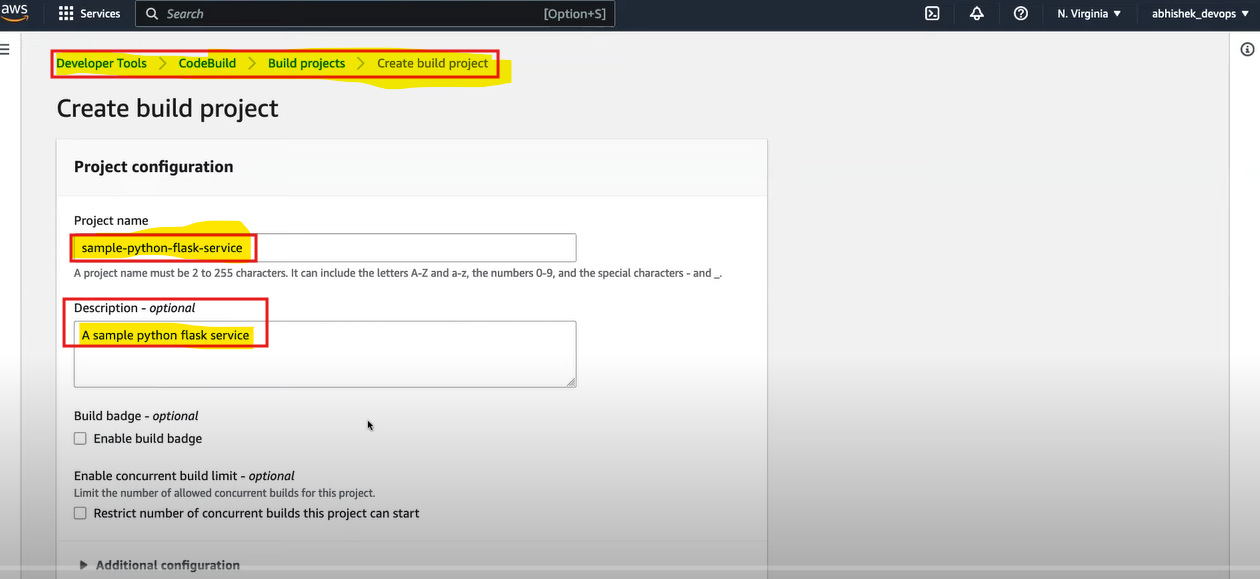 aws Services Search [Option+S] N. Virginia ▼ abhishek_devops ▼
Developer Tools > CodeBuild > Build projects > Create build project
Create build project
Project configuration
Project name
sample-python-flask-service
A project name must be 2 to 255 characters. It can include the letters A-Z and a-z, the numbers 0-9, and the special characters - and _.
Description - optional
A sample python flask service
Build badge - optional
Enable build badge
Enable concurrent build limit - optional
Limit the number of allowed concurrent builds for this project.
Restrict number of concurrent builds this project can start
Additional configuration